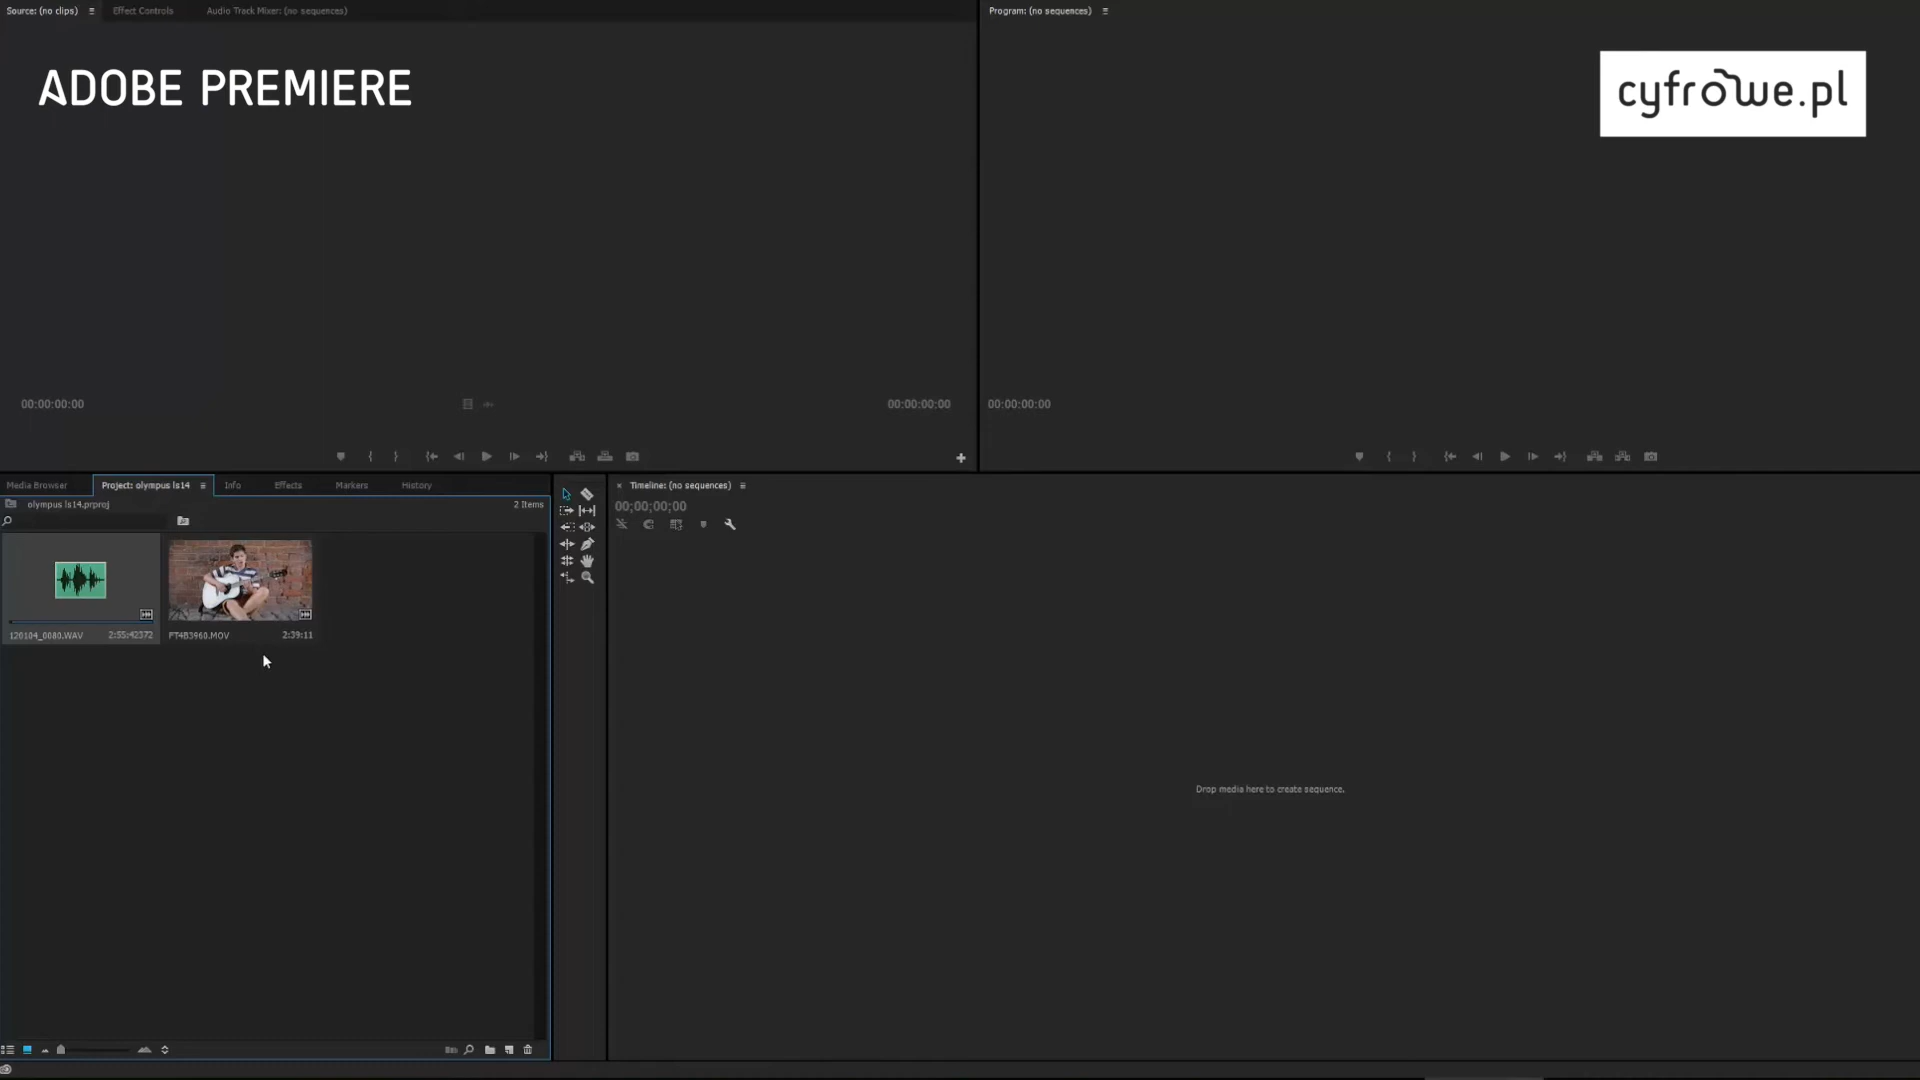 Source: (no clips)
Effect Controls
Audio Track Mixer: (no sequences)
Program: (no sequences)
ADOBE PREMIERE
cyfrowe.pl
00:00:00:00
00:00:00:00
00:00:00:00
Media Browser
Project: olympus ls14
Info
Effects
Markers
History
olympus ls14.prproj
2 Items
120104_0080.WAV
2:55:42372
FT4B3960.MOV
2:39:11
Timeline: (no sequences)
00;00;00;00
Drop media here to create sequence.